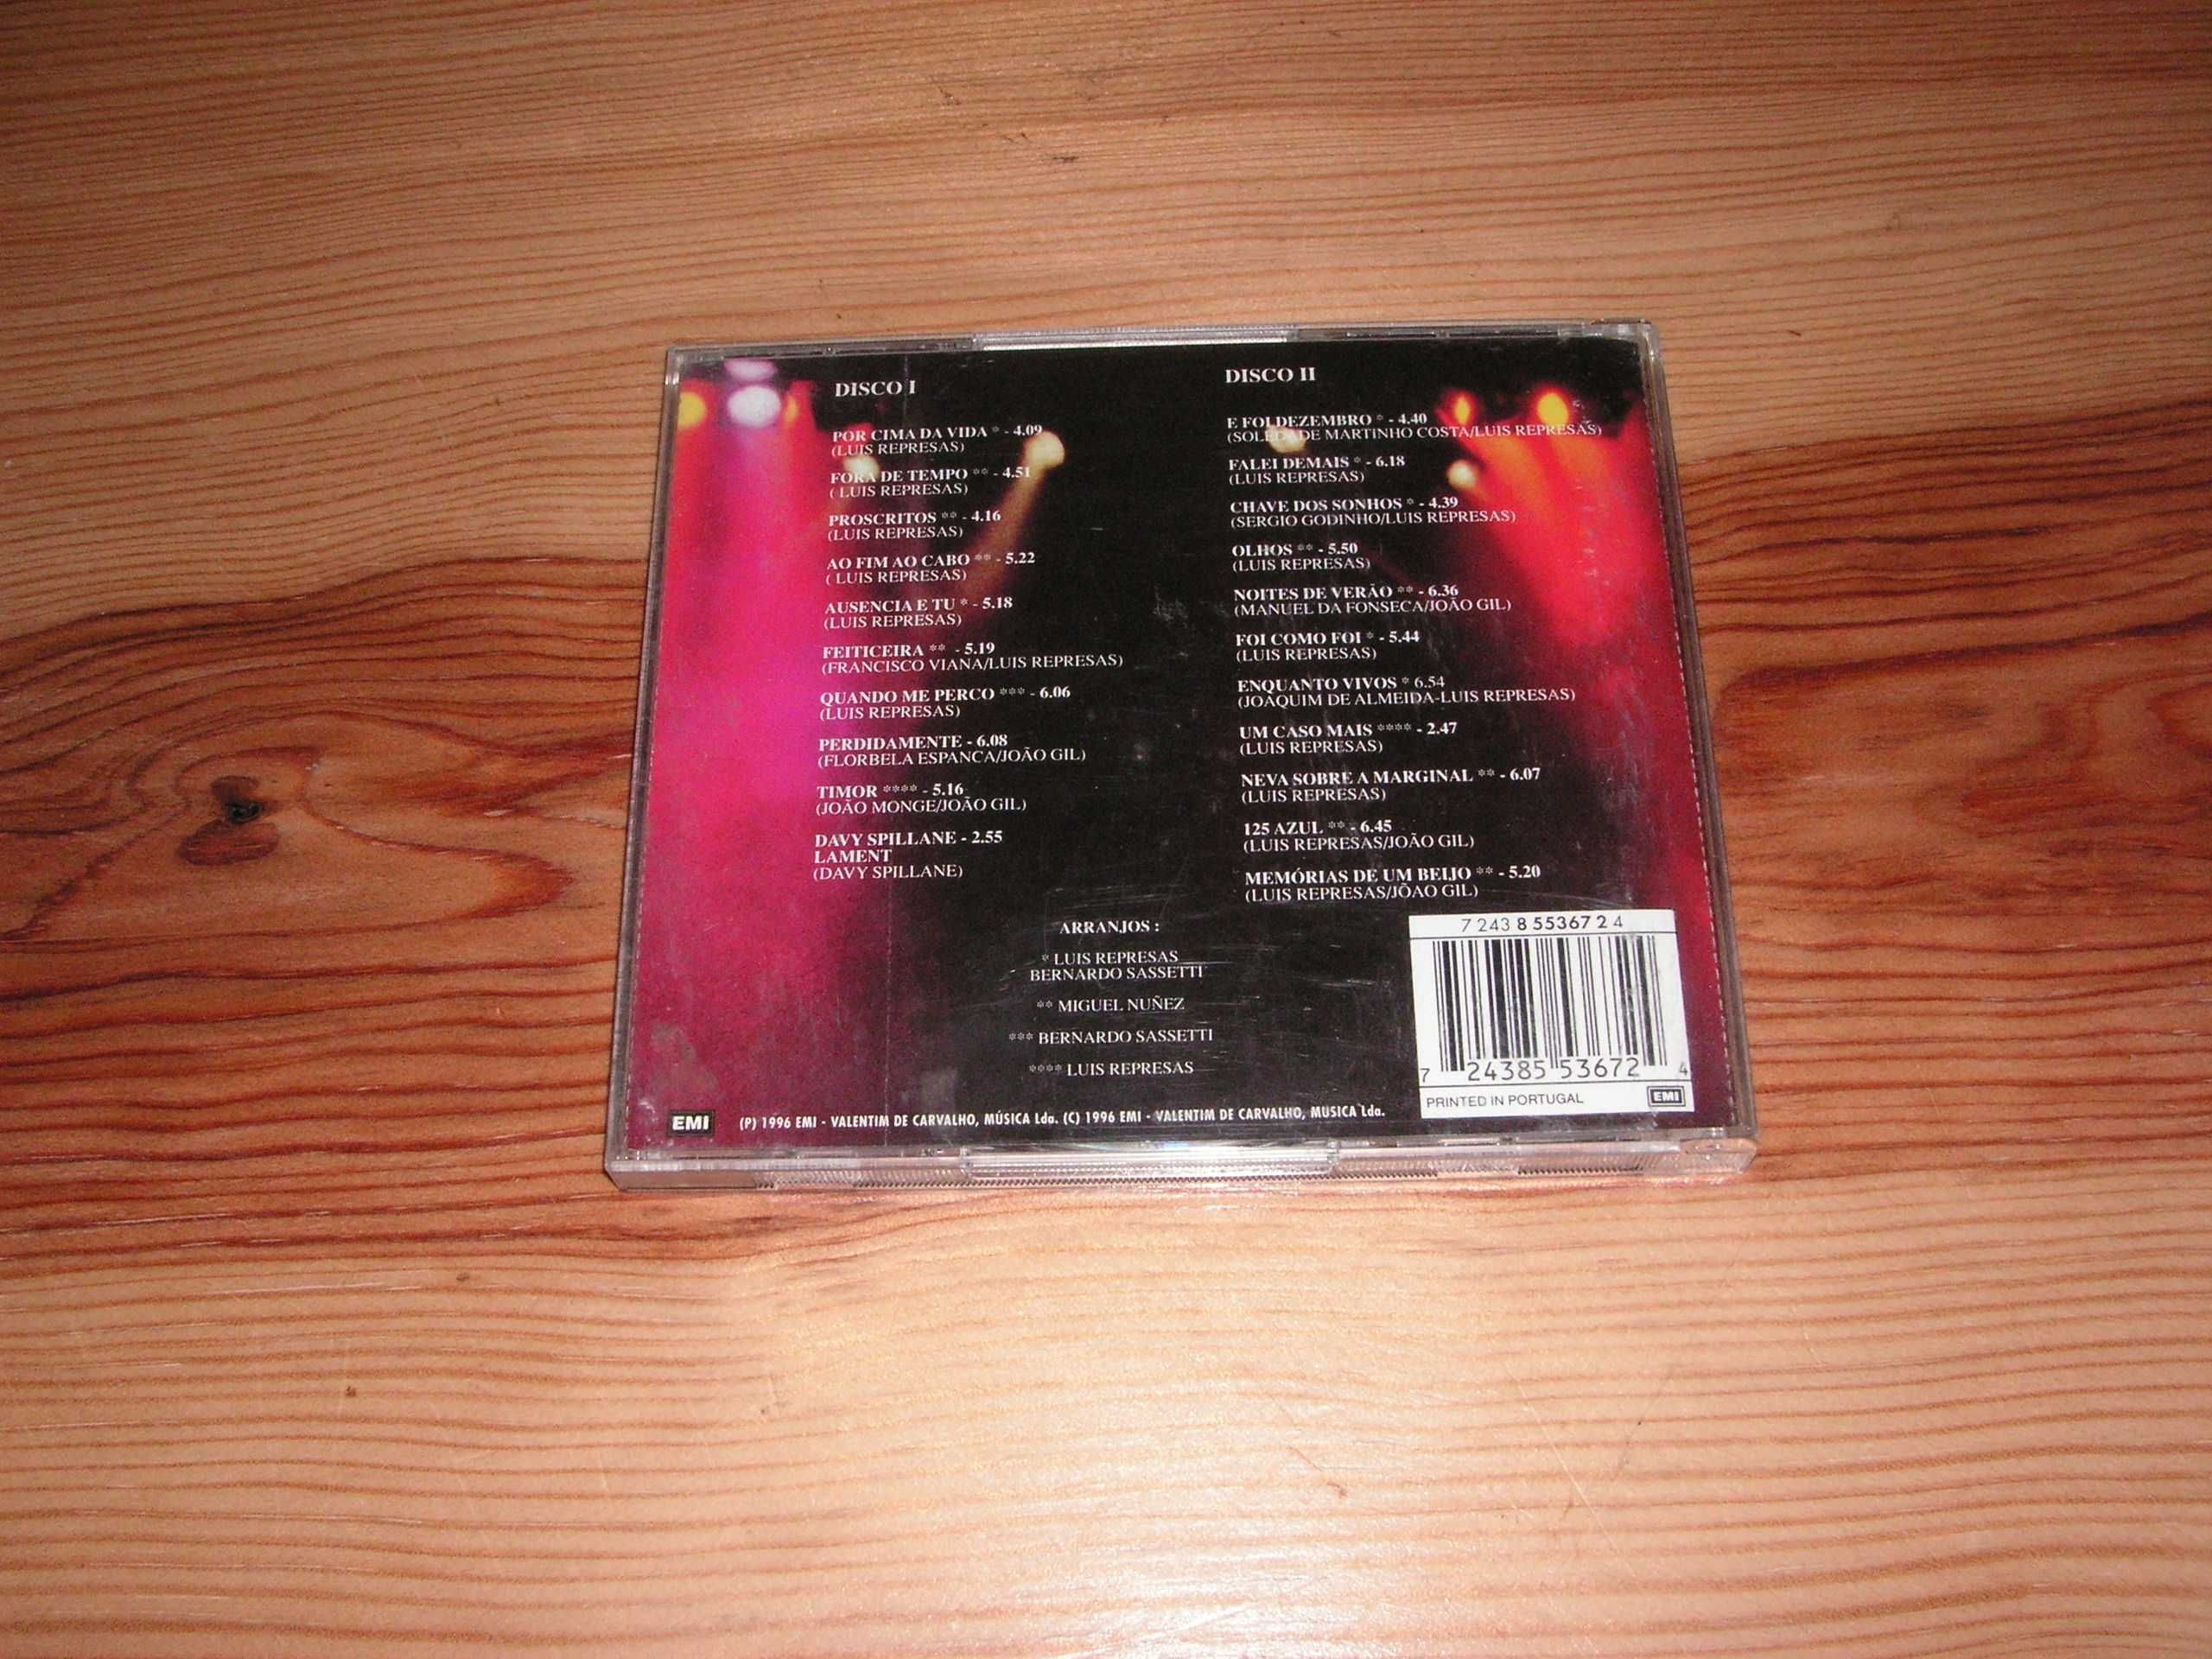 DISCO I
POR CIMA DA VIDA * - 4.09
(LUIS REPRESAS)
FORA DE TEMPO ** - 4.51
( LUIS REPRESAS)
PROSCRITOS ** - 4.16
(LUIS REPRESAS)
AO FIM AO CABO ** - 5.22
( LUIS REPRESAS)
AUSENCIA E TU * - 5.18
(LUIS REPRESAS)
FEITICEIRA ** - 5.19
(FRANCISCO VIANA/LUIS REPRESAS)
QUANDO ME PERCO *** - 6.06
(LUIS REPRESAS)
PERDIDAMENTE - 6.08
(FLORBELA ESPANCA/JOÃO GIL)
TIMOR **** - 5.16
(JOÃO MONGE/JOÃO GIL)
DAVY SPILLANE - 2.55
LAMENT
(DAVY SPILLANE)
DISCO II
E FOI DEZEMBRO * - 4.40
(SOLEDADE MARTINHO COSTA/LUIS REPRESAS)
FALEI DEMAIS * - 6.18
(LUIS REPRESAS)
CHAVE DOS SONHOS * - 4.39
(SERGIO GODINHO/LUIS REPRESAS)
OLHOS ** - 5.50
(LUIS REPRESAS)
NOITES DE VERÃO ** - 6.36
(MANUEL DA FONSECA/JOÃO GIL)
FOI COMO FOI * - 5.44
(LUIS REPRESAS)
ENQUANTO VIVOS * 6.54
(JOAQUIM DE ALMEIDA-LUIS REPRESAS)
UM CASO MAIS **** - 2.47
(LUIS REPRESAS)
NEVA SOBRE A MARGINAL ** - 6.07
(LUIS REPRESAS)
125 AZUL ** - 6.45
(LUIS REPRESAS/JOÃO GIL)
MEMÓRIAS DE UM BEIJO ** - 5.20
(LUIS REPRESAS/JOÃO GIL)
ARRANJOS :
* LUIS REPRESAS
BERNARDO SASSETTI
** MIGUEL NUÑEZ
*** BERNARDO SASSETTI
**** LUIS REPRESAS
7 243 8 55367 2 4
7 24385 53672 4
PRINTED IN PORTUGAL
EMI
EMI
(P) 1996 EMI - VALENTIM DE CARVALHO, MÚSICA Lda. (C) 1996 EMI - VALENTIM DE CARVALHO, MUSICA Lda.